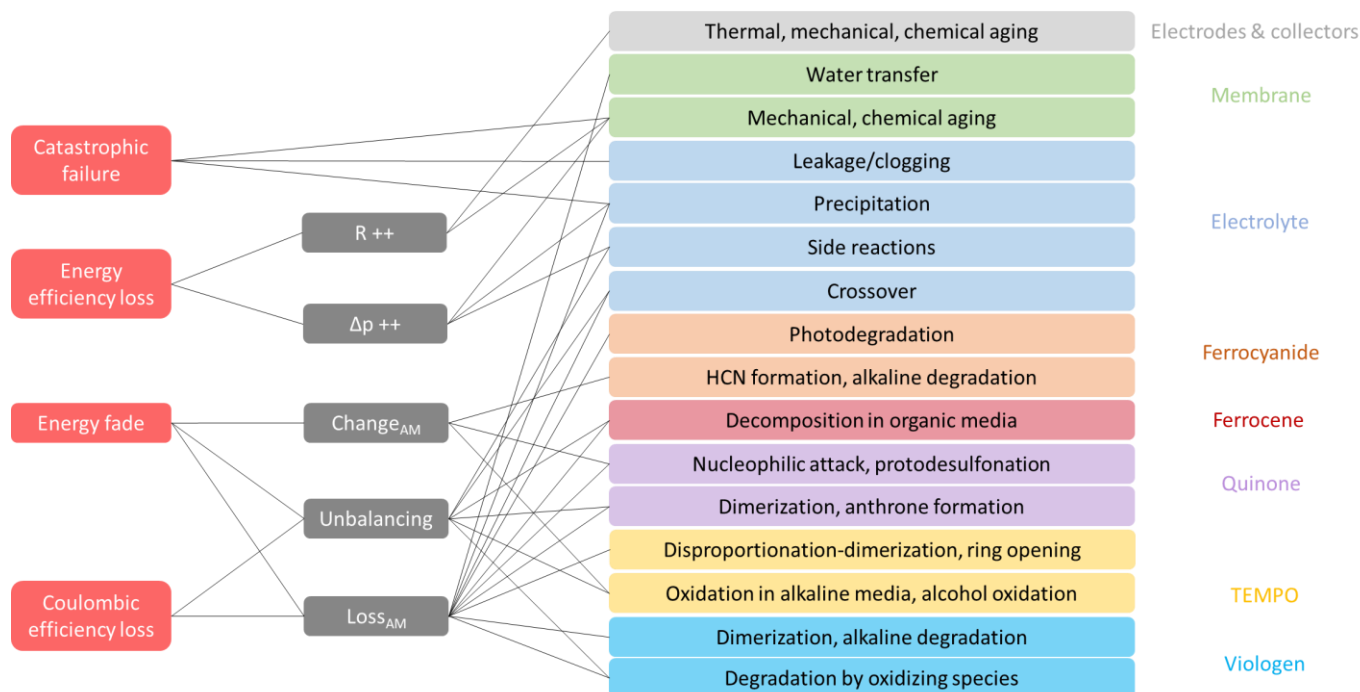 Thermal, mechanical, chemical aging
Electrodes & collectors
Water transfer
Membrane
Mechanical, chemical aging
Catastrophic
failure
Leakage/clogging
Precipitation
Electrolyte
R ++
Side reactions
Energy
efficiency loss
Crossover
Δp ++
Photodegradation
Ferrocyanide
HCN formation, alkaline degradation
Energy fade
Change_AM
Decomposition in organic media
Ferrocene
Nucleophilic attack, protodesulfonation
Quinone
Unbalancing
Dimerization, anthrone formation
Disproportionation-dimerization, ring opening
Coulombic
efficiency loss
Loss_AM
Oxidation in alkaline media, alcohol oxidation
TEMPO
Dimerization, alkaline degradation
Viologen
Degradation by oxidizing species